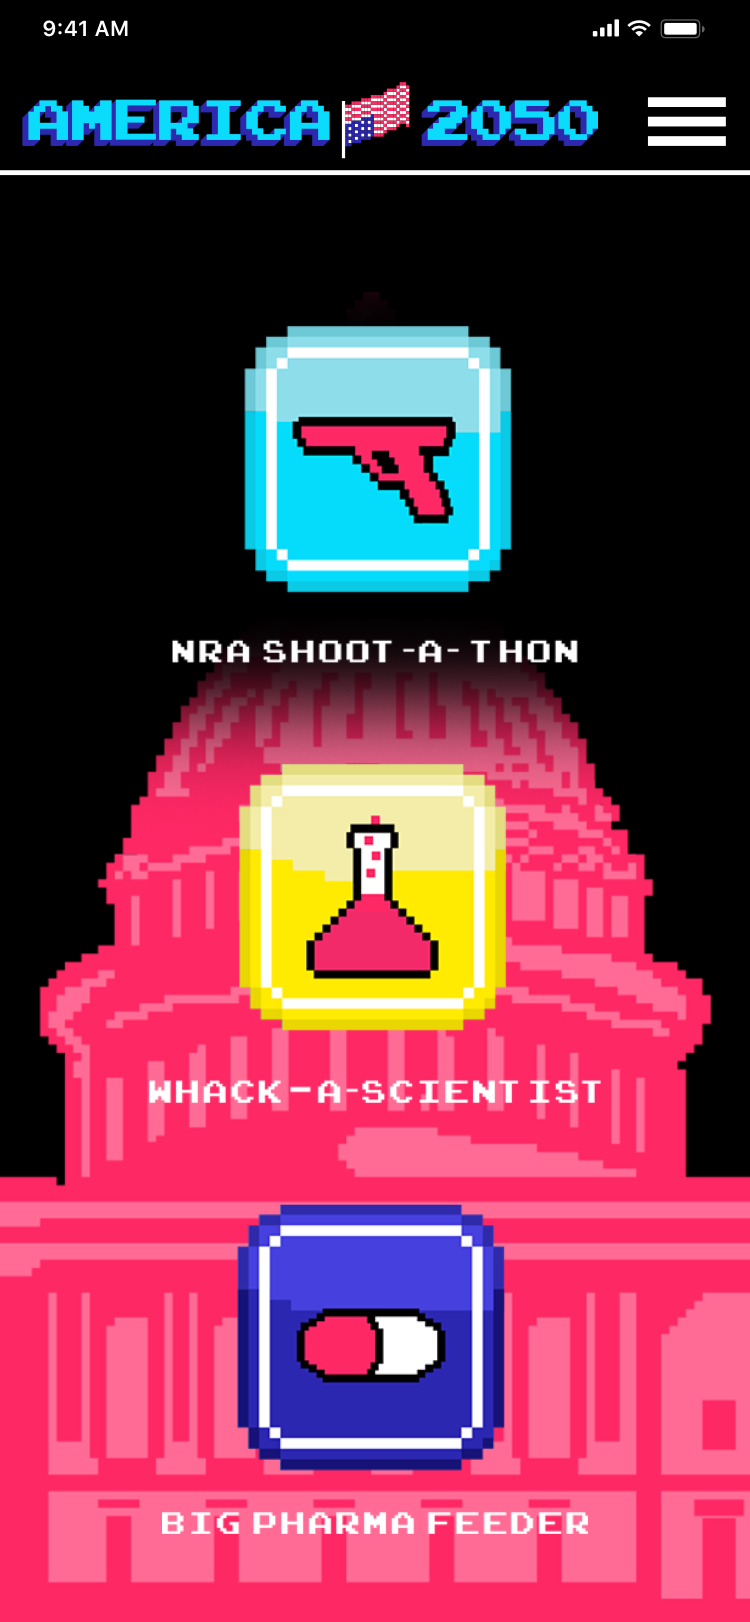 9:41 AM
AMERICA 2050
NRA SHOOT-A-THON
WHACK-A-SCIENTIST
BIG PHARMA FEEDER